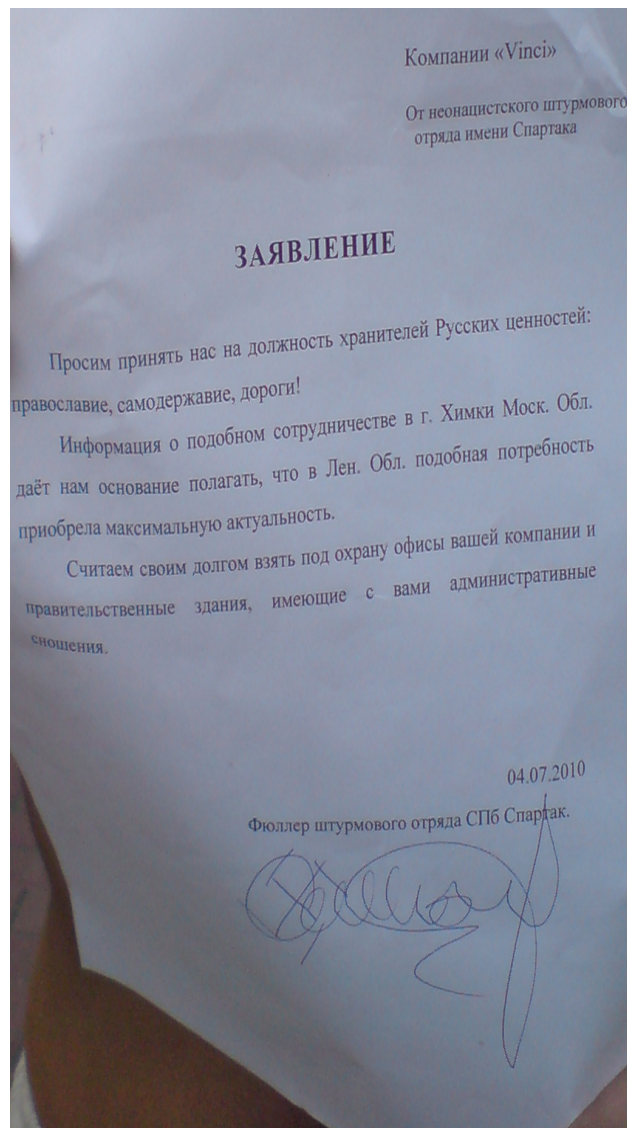 Компании «Vinci»
От неонацистского штурмового
отряда имени Спартака
ЗАЯВЛЕНИЕ
Просим принять нас на должность хранителей Русских ценностей:
православие, самодержавие, дороги!
Информация о подобном сотрудничестве в г. Химки Моск. Обл.
даёт нам основание полагать, что в Лен. Обл. подобная потребность
приобрела максимальную актуальность.
Считаем своим долгом взять под охрану офисы вашей компании и
правительственные здания, имеющие с вами административные
сношения.
04.07.2010
Фюллер штурмового отряда СПб Спартак.